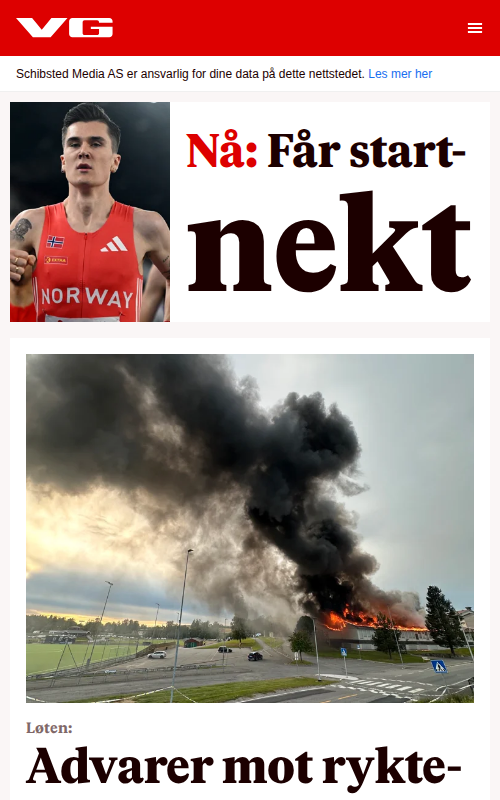 VG
Schibsted Media AS er ansvarlig for dine data på dette nettstedet. Les mer her
Nå: Får start-
nekt
NORWAY
Løten:
Advarer mot rykte-